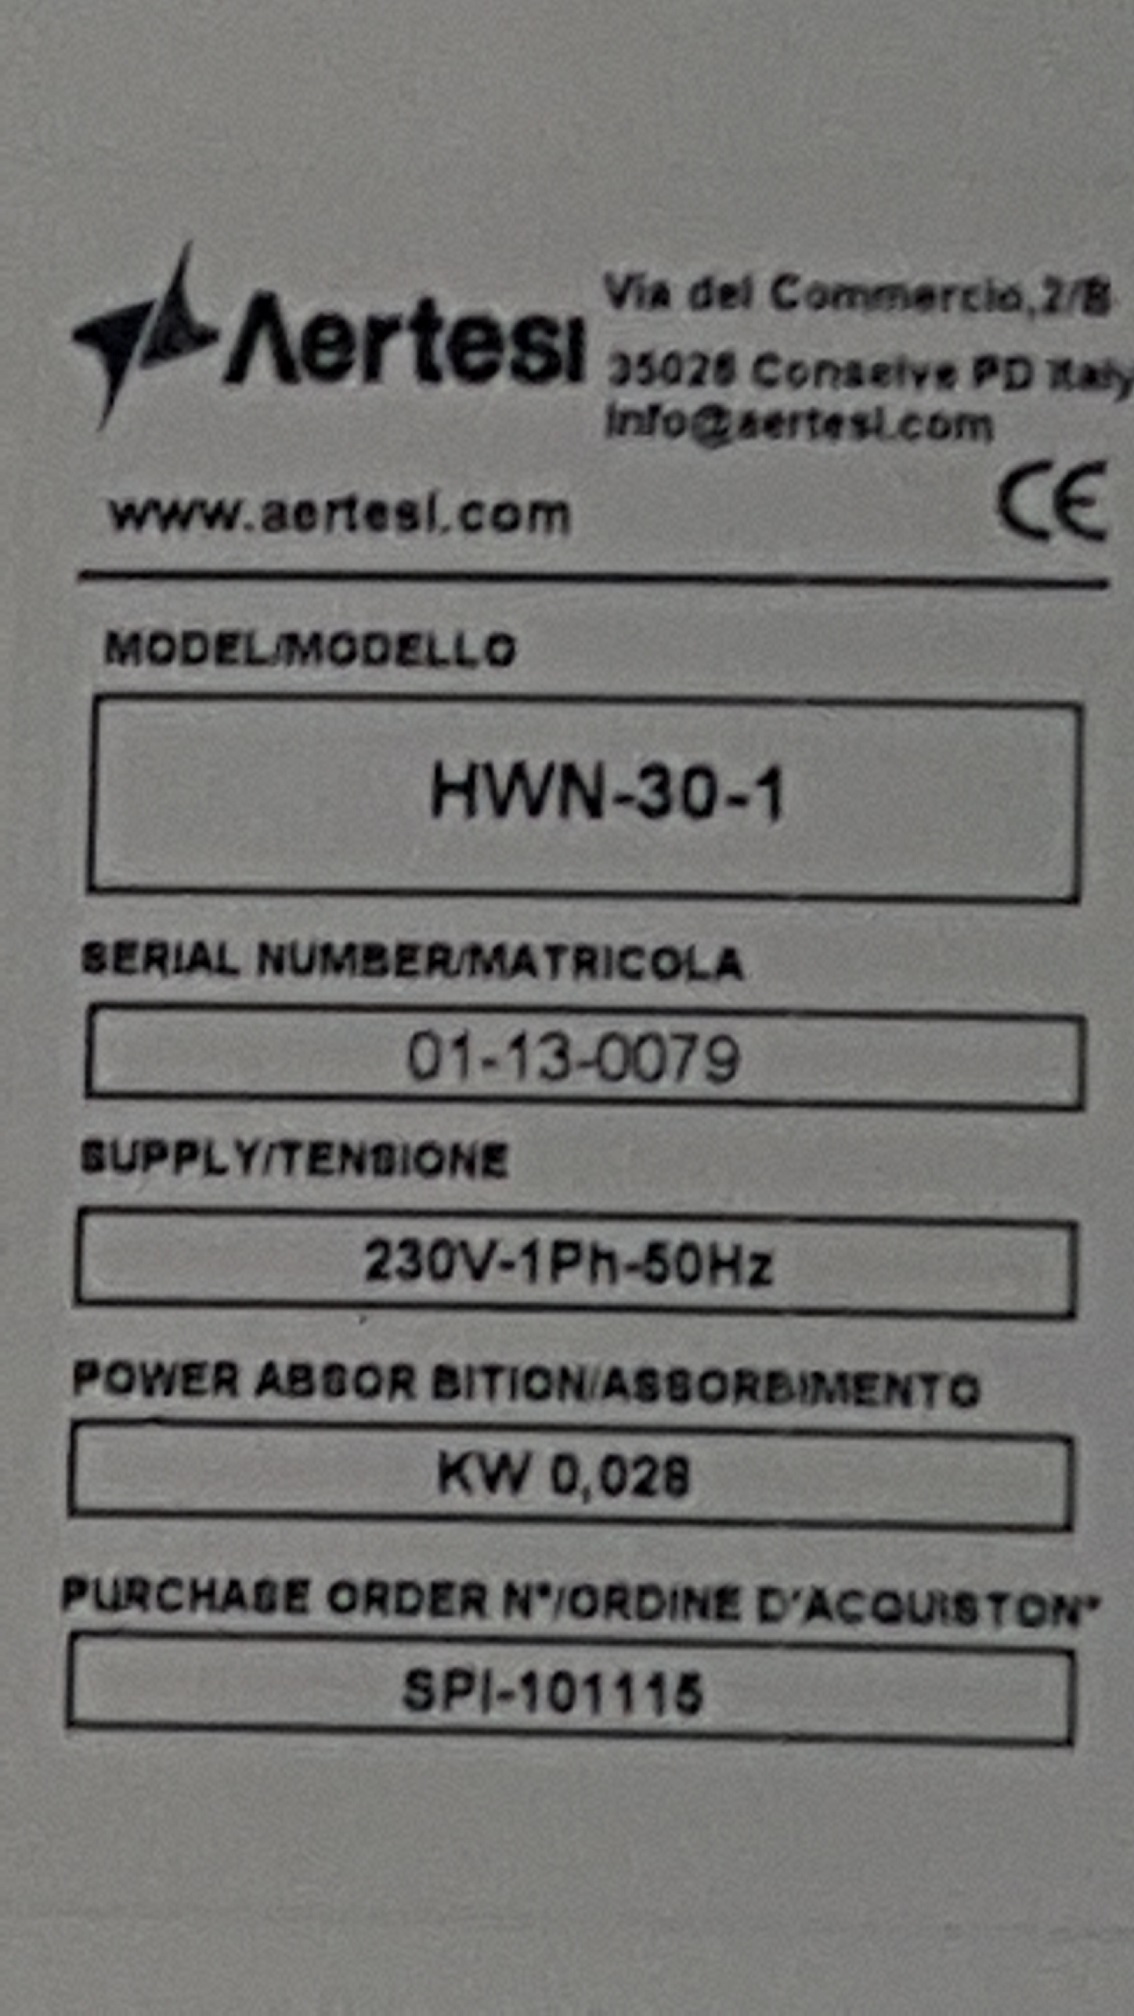 Aertesi
Via del Commercio,2/B
35026 Conselve PD Italy
info@aertesi.com
www.aertesi.com
CE
MODEL/MODELLO
HWN-30-1
SERIAL NUMBER/MATRICOLA
01-13-0079
SUPPLY/TENSIONE
230V-1Ph-50Hz
POWER ABSOR BITION/ASSORBIMENTO
KW 0,028
PURCHASE ORDER N°/ORDINE D'ACQUISTON°
SPI-101115